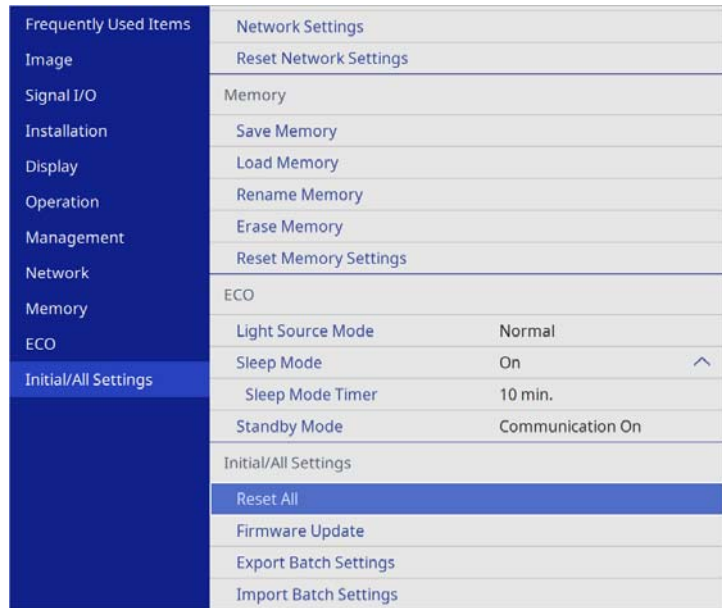 Frequently Used Items
Image
Signal I/O
Installation
Display
Operation
Management
Network
Memory
ECO
Initial/All Settings
Network Settings
Reset Network Settings
Memory
Save Memory
Load Memory
Rename Memory
Erase Memory
Reset Memory Settings
ECO
Light Source Mode Normal
Sleep Mode On
Sleep Mode Timer 10 min.
Standby Mode Communication On
Initial/All Settings
Reset All
Firmware Update
Export Batch Settings
Import Batch Settings